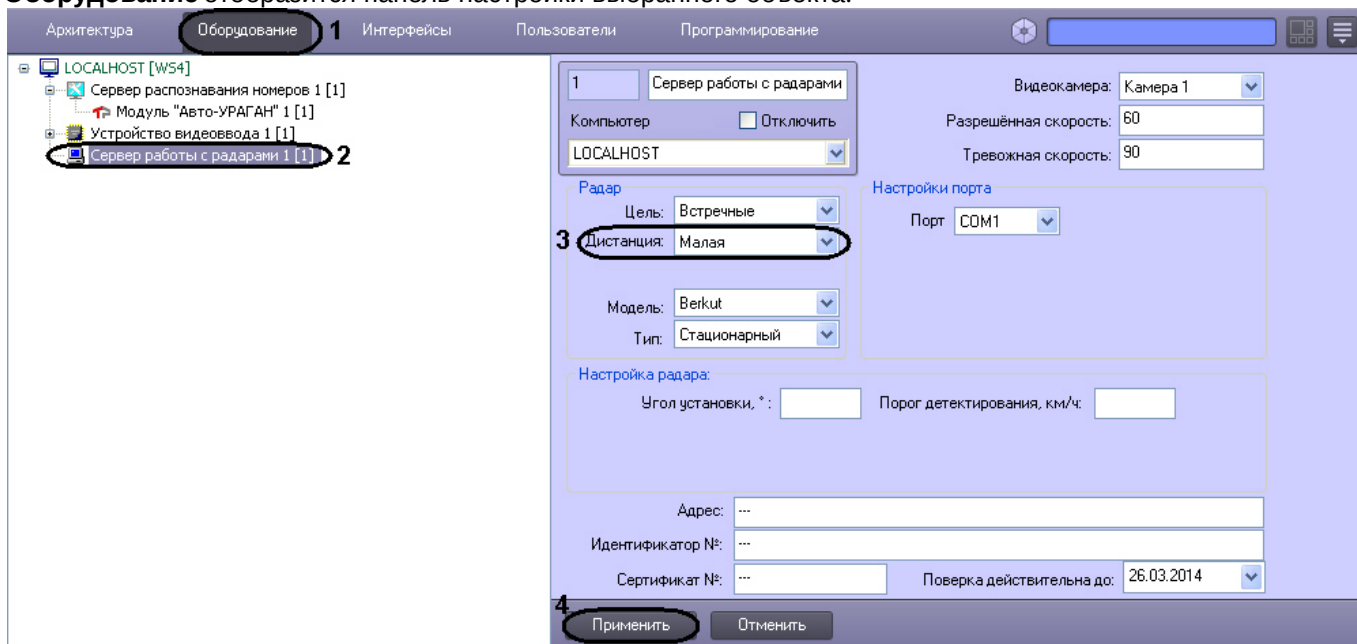 Оборудование отобразится панель настройки выбранного объекта.
Архитектура Оборудование 1 Интерфейсы Пользователи Программирование
LOCALHOST [WS4]
Сервер распознавания номеров 1 [1]
Модуль "Авто-УРАГАН" 1 [1]
Устройство видеоввода 1 [1]
Сервер работы с радарами 1 [1] 2
1 Сервер работы с радарами
Компьютер Отключить
LOCALHOST
Видеокамера: Камера 1
Разрешённая скорость: 60
Тревожная скорость: 90
Радар
Цель: Встречные
3 Дистанция: Малая
Модель: Berkut
Тип: Стационарный
Настройки порта
Порт COM1
Настройка радара:
Угол установки, ° : Порог детектирования, км/ч:
Адрес: ---
Идентификатор №: ---
Сертификат №: --- Поверка действительна до: 26.03.2014
4 Применить Отменить